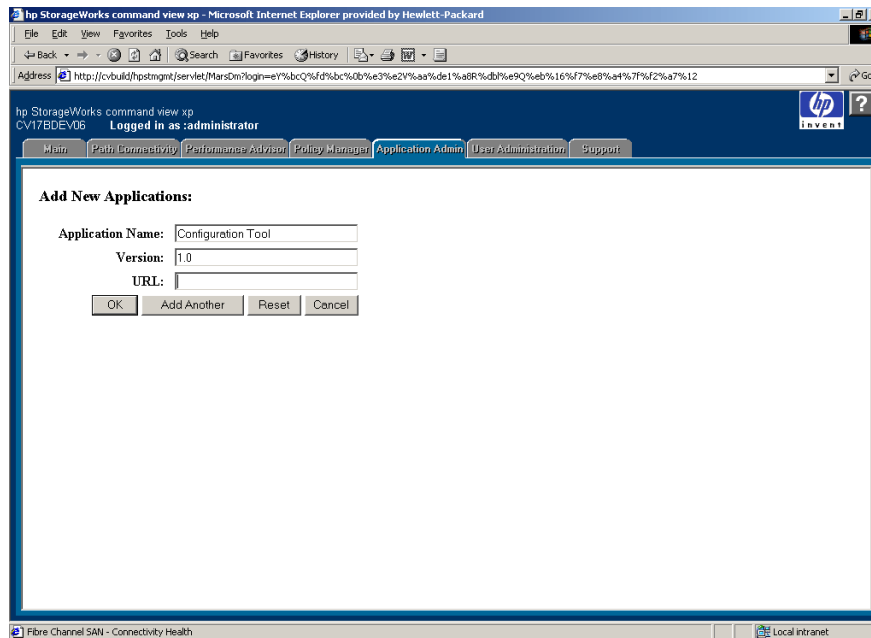 hp StorageWorks command view xp - Microsoft Internet Explorer provided by Hewlett-Packard
File Edit View Favorites Tools Help
Back Search Favorites History
Address http://cvbuild/hpstmgmt/servlet/MarsDm?login=eY%bcQ%fd%bc%0b%e3%e2V%aa%de1%a8R%dbl%e9Q%eb%16%f7%e8%a4%7f%f2%a7%12 Go
hp StorageWorks command view xp
CV17BDEV06 Logged in as :administrator
hp
invent
?
Main Path Connectivity Performance Advisor Policy Manager Application Admin User Administration Support
Add New Applications:
Application Name: Configuration Tool
Version: 1.0
URL:
OK Add Another Reset Cancel
Fibre Channel SAN - Connectivity Health Local intranet